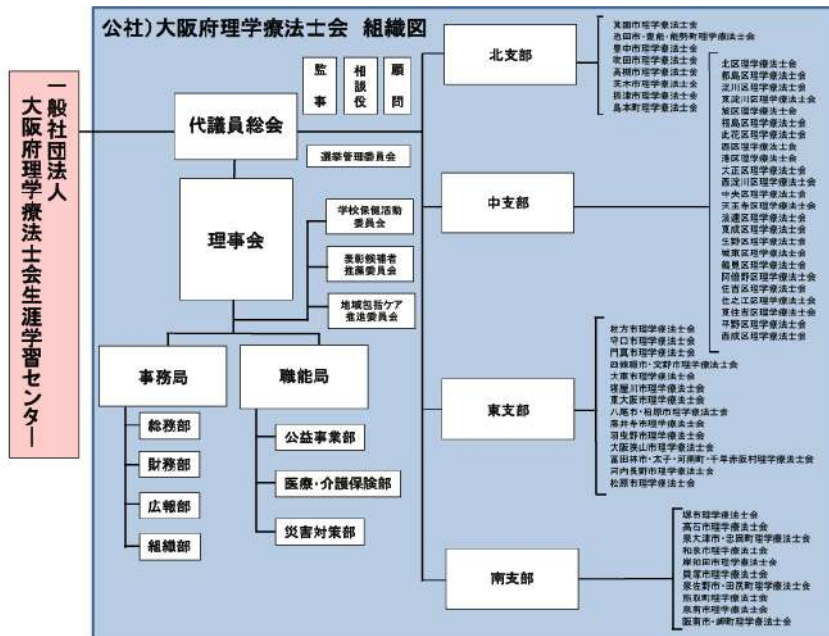 公社）大阪府理学療法士会 組織図
一般社団法人
大阪府理学療法士会生涯学習センター
監事
相談役
顧問
代議員総会
選挙管理委員会
理事会
学校保健活動
委員会
表彰候補者
推薦委員会
地域包括ケア
推進委員会
事務局
総務部
財務部
広報部
組織部
職能局
公益事業部
医療・介護保険部
災害対策部
北支部
箕面市理学療法士会
池田市・豊能・能勢町理学療法士会
豊中市理学療法士会
吹田市理学療法士会
高槻市理学療法士会
茨木市理学療法士会
摂津市理学療法士会
島本町理学療法士会
中支部
北区理学療法士会
都島区理学療法士会
淀川区理学療法士会
東淀川区理学療法士会
旭区理学療法士会
福島区理学療法士会
此花区理学療法士会
西区理学療法士会
港区理学療法士会
大正区理学療法士会
西淀川区理学療法士会
中央区理学療法士会
天王寺区理学療法士会
浪速区理学療法士会
東成区理学療法士会
生野区理学療法士会
城東区理学療法士会
鶴見区理学療法士会
阿倍野区理学療法士会
住吉区理学療法士会
住之江区理学療法士会
東住吉区理学療法士会
平野区理学療法士会
西成区理学療法士会
東支部
枚方市理学療法士会
守口市理学療法士会
門真市理学療法士会
四條畷市・交野市理学療法士会
大東市理学療法士会
寝屋川市理学療法士会
東大阪市理学療法士会
八尾市・柏原市理学療法士会
藤井寺市理学療法士会
羽曳野市理学療法士会
大阪狭山市理学療法士会
富田林市・太子・河南町・千早赤阪村理学療法士会
河内長野市理学療法士会
松原市理学療法士会
南支部
堺市理学療法士会
高石市理学療法士会
泉大津市・忠岡町理学療法士会
和泉市理学療法士会
岸和田市理学療法士会
貝塚市理学療法士会
泉佐野市・田尻町理学療法士会
熊取町理学療法士会
泉南市理学療法士会
阪南市・岬町理学療法士会